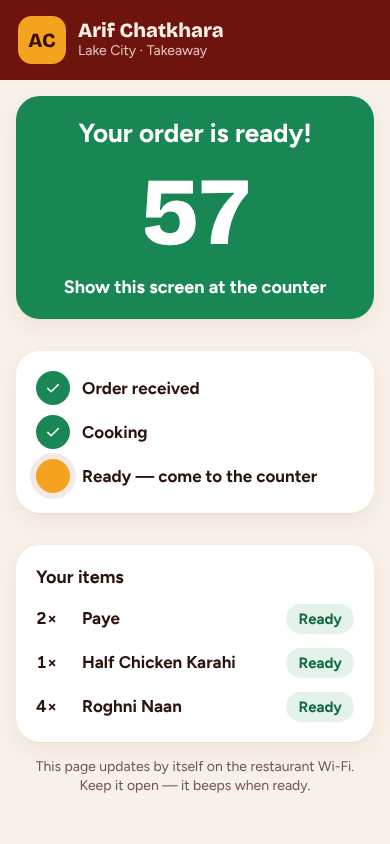 AC
Arif Chatkhara
Lake City · Takeaway
Your order is ready!
57
Show this screen at the counter
Order received
Cooking
Ready — come to the counter
Your items
2× Paye Ready
1× Half Chicken Karahi Ready
4× Roghni Naan Ready
This page updates by itself on the restaurant Wi-Fi.
Keep it open — it beeps when ready.